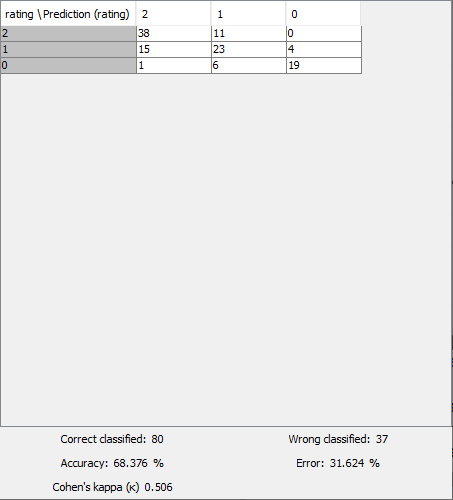 rating \ Prediction (rating) 2 1 0
2 38 11 0
1 15 23 4
0 1 6 19
Correct classified: 80 Wrong classified: 37
Accuracy: 68.376 % Error: 31.624 %
Cohen's kappa (κ) 0.506